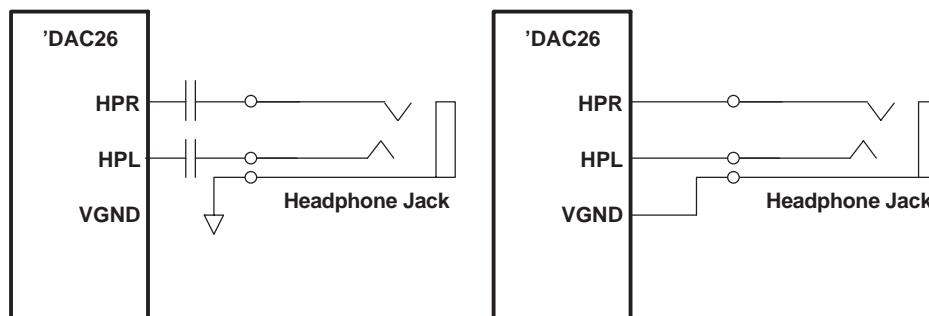 ’DAC26
HPR
HPL
VGND
Headphone Jack
’DAC26
HPR
HPL
VGND
Headphone Jack